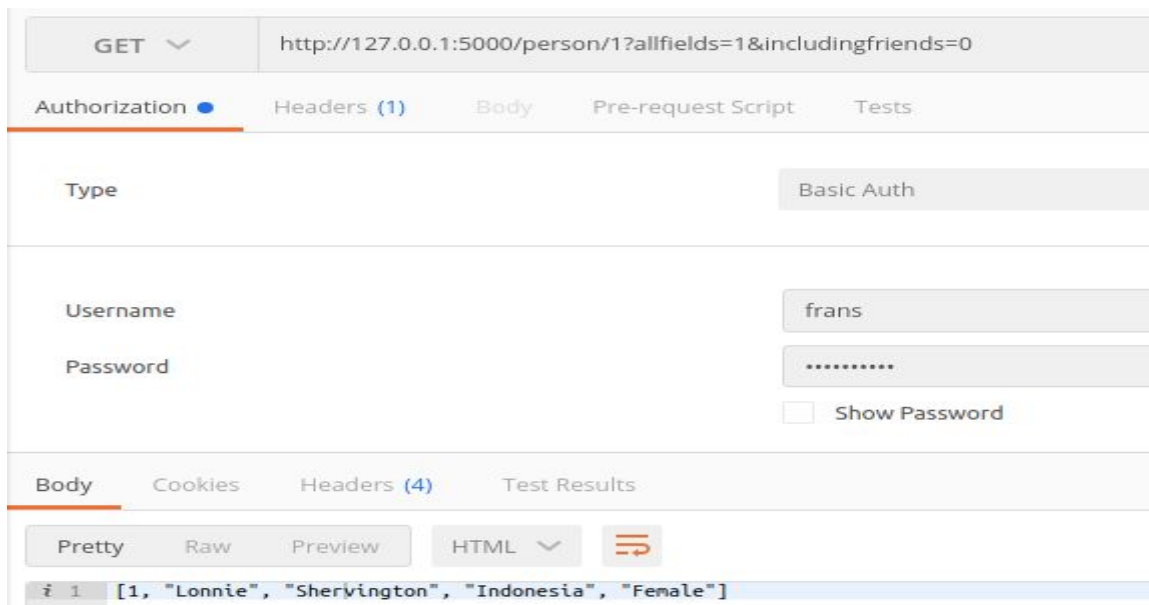 GET http://127.0.0.1:5000/person/1?allfields=1&includingfriends=0
Authorization Headers (1) Body Pre-request Script Tests
Type Basic Auth
Username frans
Password ••••••••••
Show Password
Body Cookies Headers (4) Test Results
Pretty Raw Preview HTML
i 1 [1, "Lonnie", "Shervington", "Indonesia", "Female"]